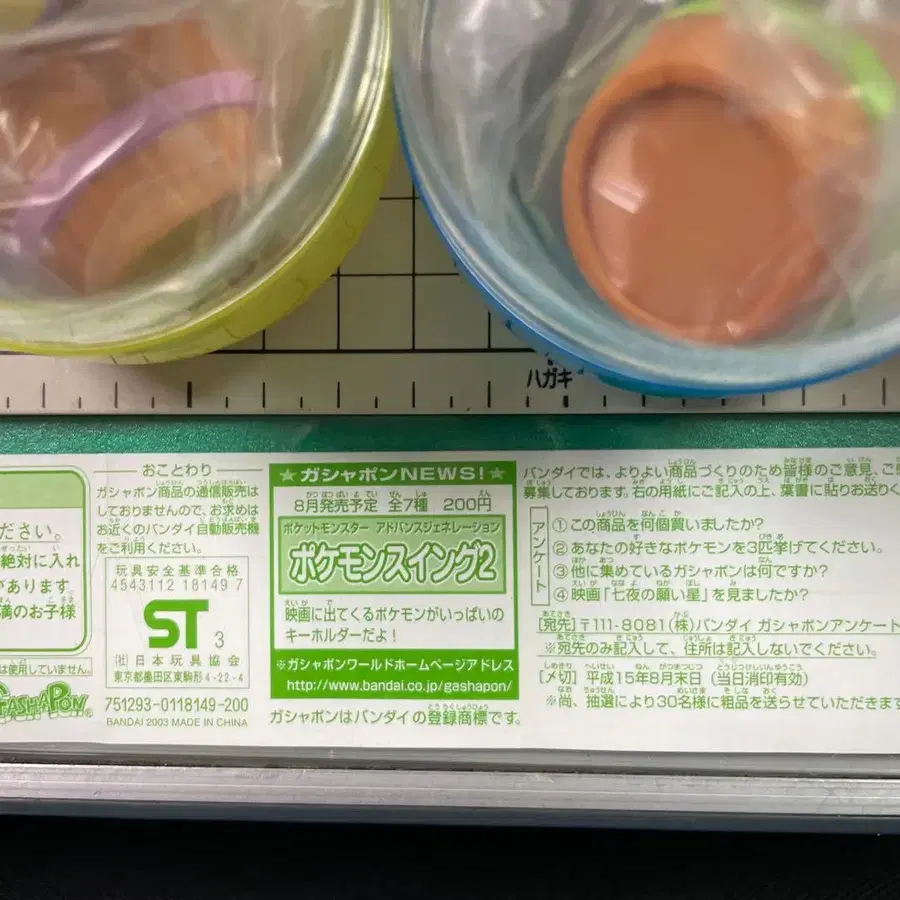 ハガキ
ださい。
絶対に入れ
があります。
満のお子様
は使用していません。
GASHAPON®
おことわり
ガシャポン商品の通信販売は
しておりませんので、お求めは
お近くのバンダイ自動販売機
をご利用ください。
玩具安全基準合格
4543112 18149 7
ST 3
(社)日本玩具協会
東京都墨田区東駒形4-22-4
751293-0118149-200
BANDAI 2003 MADE IN CHINA
★ガシャポンNEWS!★
8月発売予定 全7種 200円
ポケットモンスター アドバンスジェネレーション
ポケモンスイング2
映画に出てくるポケモンがいっぱいの
キーホルダーだよ!
※ガシャポンワールドホームページアドレス
http://www.bandai.co.jp/gashapon/
ガシャポンはバンダイの登録商標です。
バンダイでは、よりよい商品づくりのため皆様のご意見、ご
募集しております。右の用紙にご記入の上、葉書に貼りお送りく
アンケート
①この商品を何個買いましたか?
②あなたの好きなポケモンを3匹挙げてください。
③他に集めているガシャポンは何ですか?
④映画「七夜の願い星」を見ましたか?
[宛先]〒111-8081(株)バンダイ ガシャポンアンケート
※宛先のみ記入して、住所は記入しないでください。
[〆切]平成15年8月末日(当日消印有効)
※尚、抽選により30名様に粗品を送らせていただきます